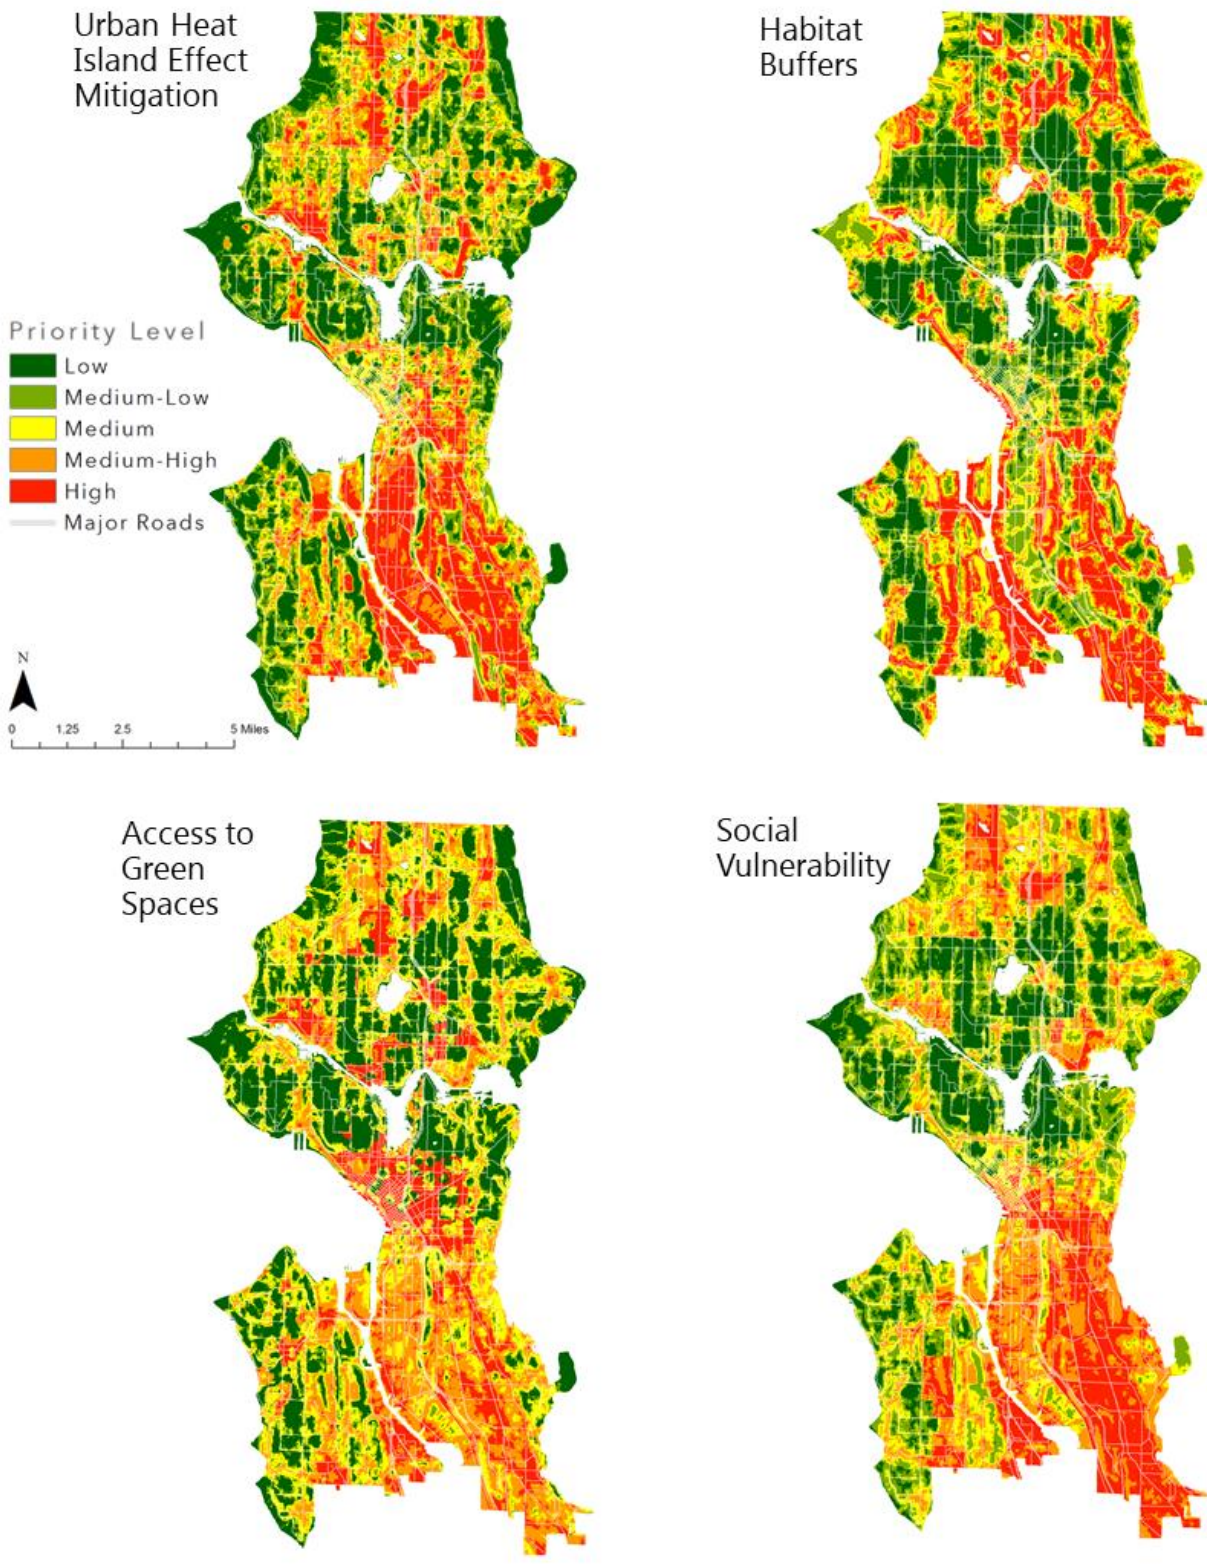 Urban Heat
Island Effect
Mitigation
Habitat
Buffers
Priority Level
Low
Medium-Low
Medium
Medium-High
High
Major Roads
N
0 1.25 2.5 5 Miles
Access to
Green
Spaces
Social
Vulnerability